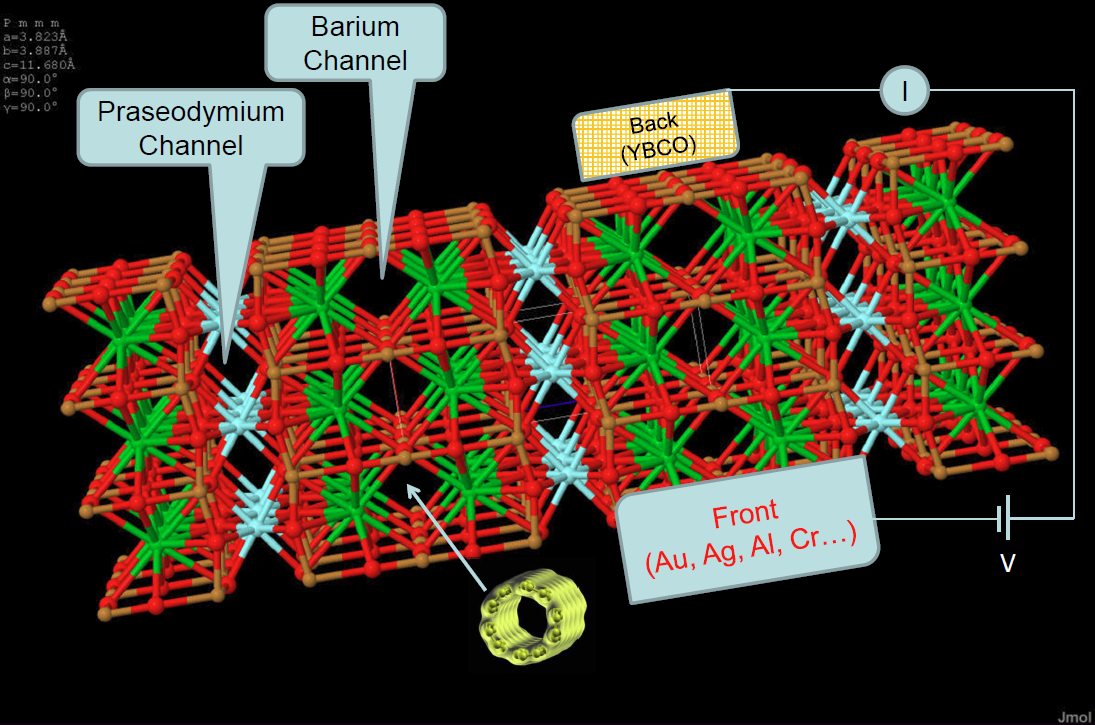 P m m m
a=3.823Å
b=3.887Å
c=11.680Å
α=90.0°
β=90.0°
γ=90.0°
Barium
Channel
Praseodymium
Channel
Back
(YBCO)
I
Front
(Au, Ag, Al, Cr...)
V
Jmol